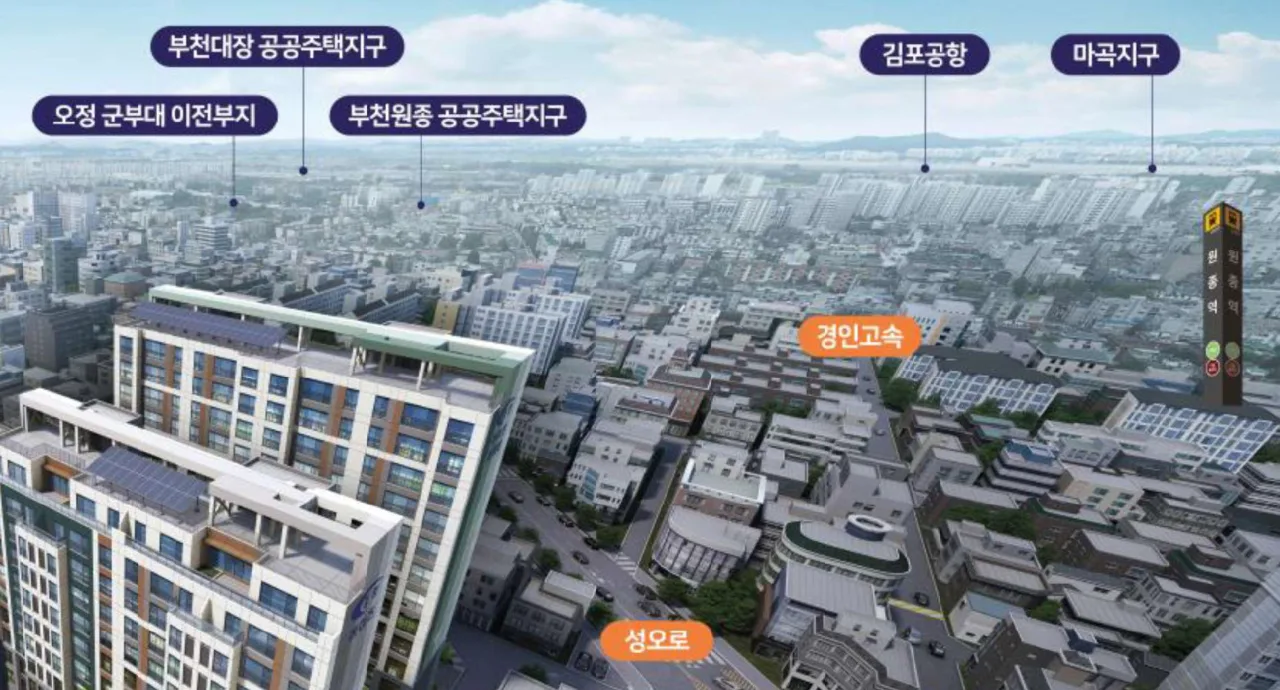 부천대장 공공주택지구
김포공항
마곡지구
오정 군부대 이전부지
부천원종 공공주택지구
원종역
원종역
경인고속
성오로